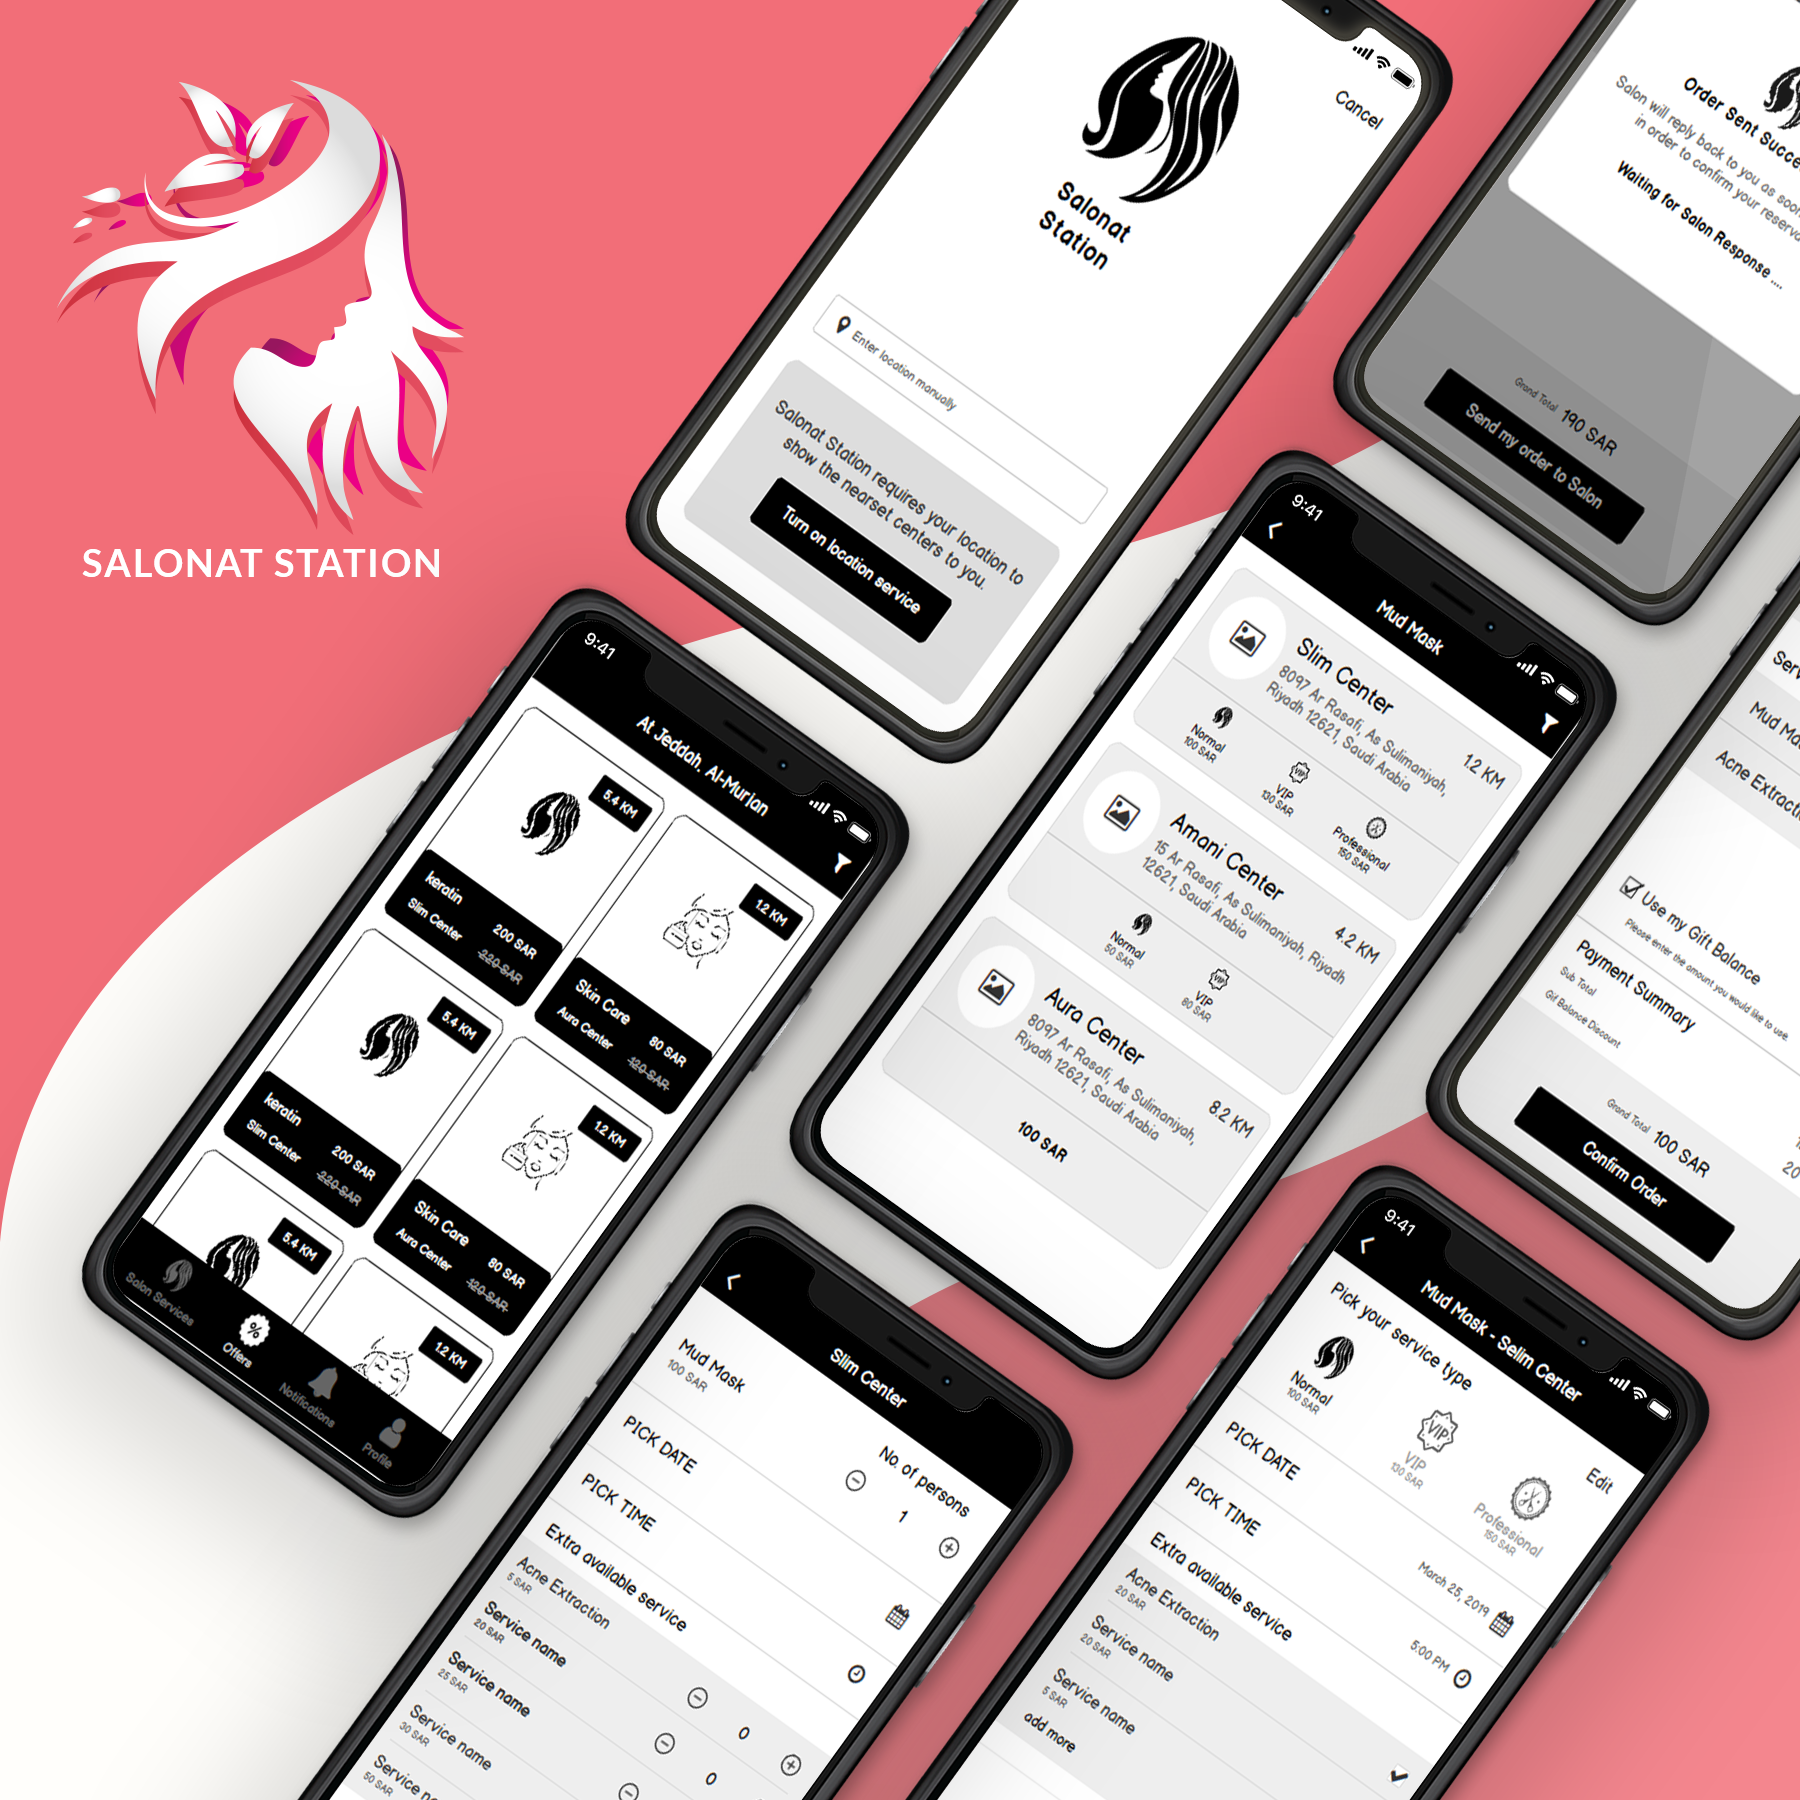 SALONAT STATION
Cancel
Salonat
Station
Enter location manually
Salonat Station requires your location to
show the nearset centers to you.
Turn on location service
Order Sent
Salon will reply back to you as soon
in order to confirm your
Waiting for Salon Response ....
Grand Total 190 SAR
Send my order to Salon
9:41
At Jeddah, Al-Murjan
5.4 KM
keratin
Slim Center
200 SAR
220 SAR
1.2 KM
Skin Care
Aura Center
80 SAR
120 SAR
5.4 KM
keratin
Slim Center
200 SAR
220 SAR
1.2 KM
Skin Care
Aura Center
80 SAR
120 SAR
5.4 KM
1.2 KM
Salon Services
Offers
Notifications
Profile
9:41
Mud Mask
Slim Center
8097 Ar Rasafi, As Sulimaniyah,
Riyadh 12621, Saudi Arabia
1.2 KM
Normal
100 SAR
VIP
VIP
130 SAR
Professional
150 SAR
Amani Center
15 Ar Rasafi, As Sulimaniyah, Riyadh
12621, Saudi Arabia
4.2 KM
Normal
50 SAR
VIP
VIP
80 SAR
Aura Center
8097 Ar Rasafi, As Sulimaniyah,
Riyadh 12621, Saudi Arabia
8.2 KM
100 SAR
Mud
Acne
Use my Gift Balance
Please enter the amount you would like to use
Payment Summary
Sub Total
Gif Balance Discount
Grand Total 100 SAR
Confirm Order
Slim Center
Mud Mask
100 SAR
No. of persons
1
PICK DATE
PICK TIME
Extra available service
Acne Extraction
5 SAR
0
Service name
20 SAR
0
Service name
25 SAR
Service name
30 SAR
Service
50 SAR
9:41
Mud Mask - Selim Center
Pick your service type
Edit
Normal
100 SAR
VIP
VIP
130 SAR
Professional
150 SAR
PICK DATE
March 25, 2019
PICK TIME
5:00 PM
Extra available service
Acne Extraction
20 SAR
Service name
20 SAR
Service name
5 SAR
add more